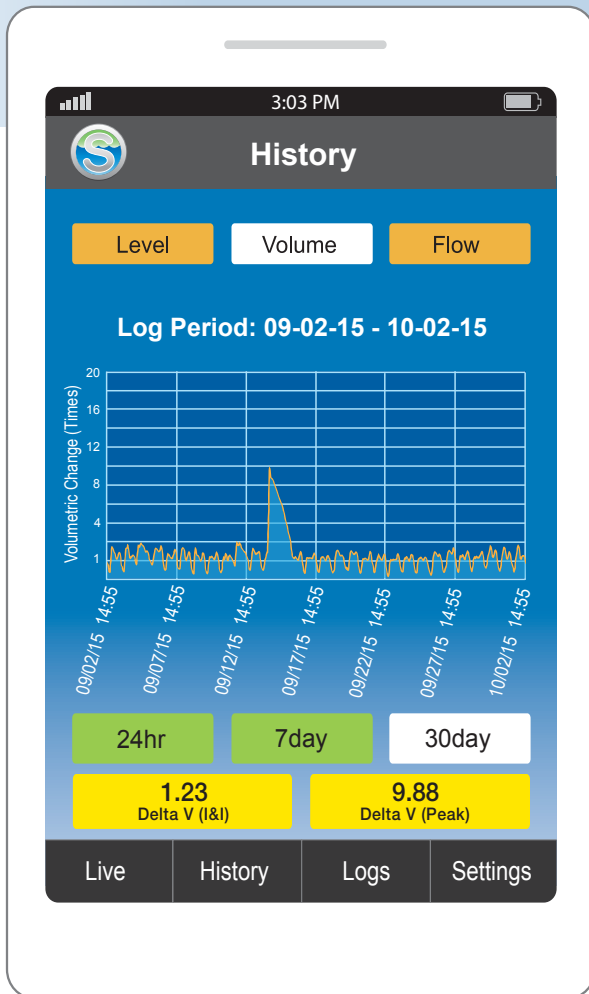 3:03 PM
S
History
Level Volume Flow
Log Period: 09-02-15 - 10-02-15
Volumetric Change (Times)
20
16
12
8
4
1
09/02/15 14:55
09/07/15 14:55
09/12/15 14:55
09/17/15 14:55
09/22/15 14:55
09/27/15 14:55
10/02/15 14:55
24hr 7day 30day
1.23 9.88
Delta V (I&I) Delta V (Peak)
Live History Logs Settings